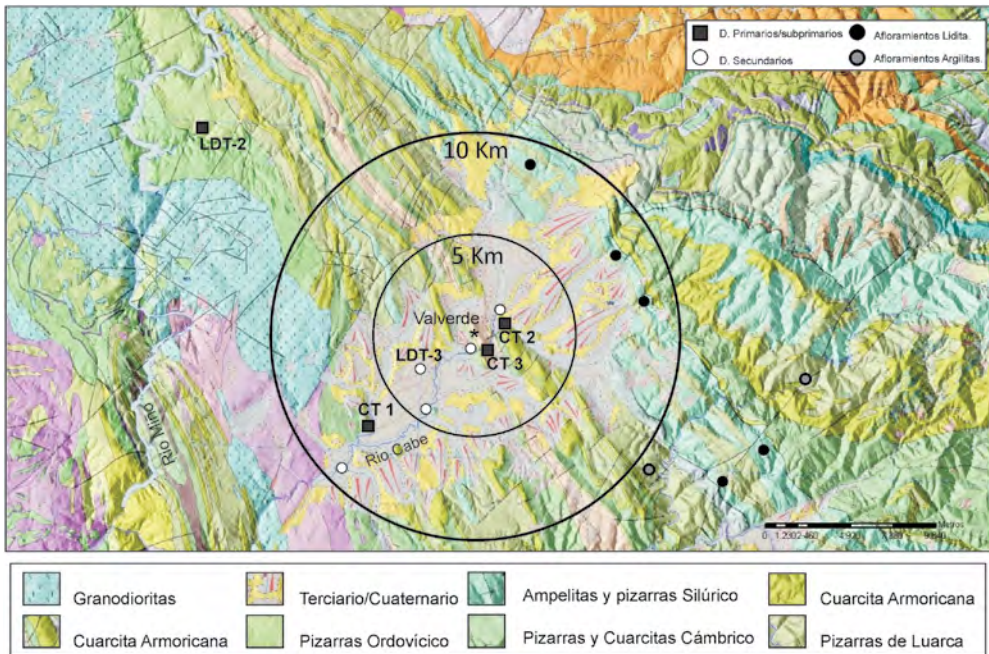 D. Primarios/subprimarios
Afloramientos Lidita.
D. Secundarios
Afloramientos Argilitas.
LDT-2
10 Km
5 Km
Valverde
CT 2
CT 3
LDT-3
CT 1
Río Cabe
Río Miño
Metros
0
Granodioritas
Terciario/Cuaternario
Ampelitas y pizarras Silúrico
Cuarcita Armoricana
Cuarcita Armoricana
Pizarras Ordovícico
Pizarras y Cuarcitas Cámbrico
Pizarras de Luarca